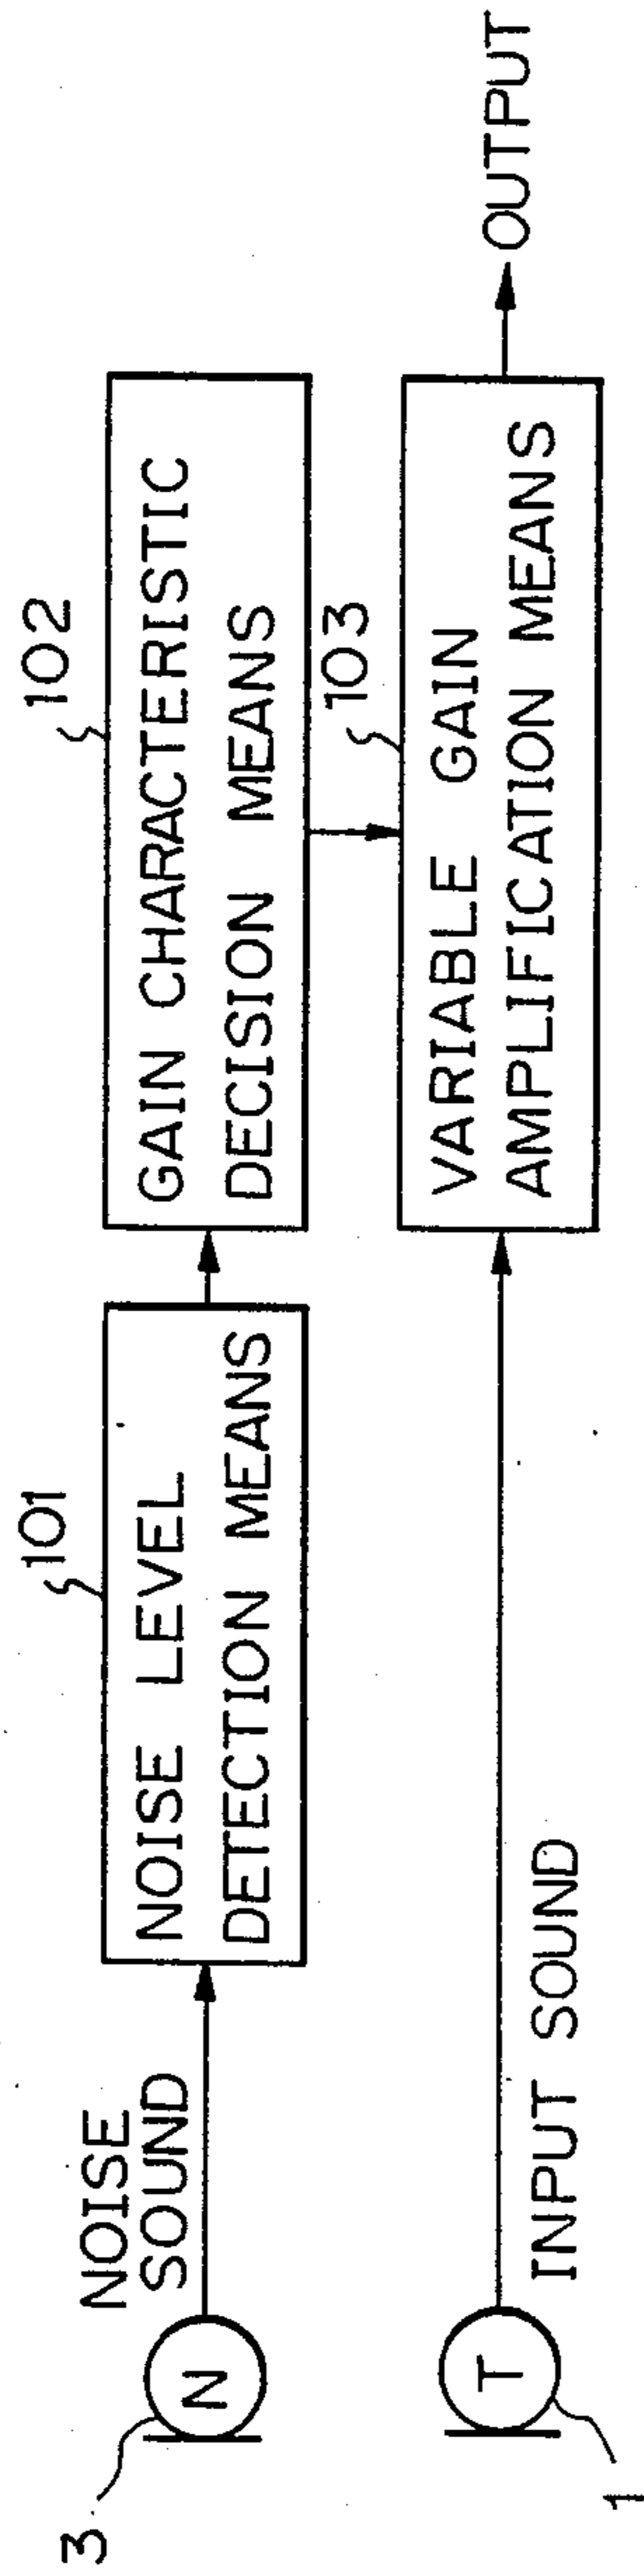 3
N
NOISE
SOUND
101
NOISE LEVEL
DETECTION MEANS
102
GAIN CHARACTERISTIC
DECISION MEANS
1
T
INPUT SOUND
103
VARIABLE GAIN
AMPLIFICATION MEANS
OUTPUT